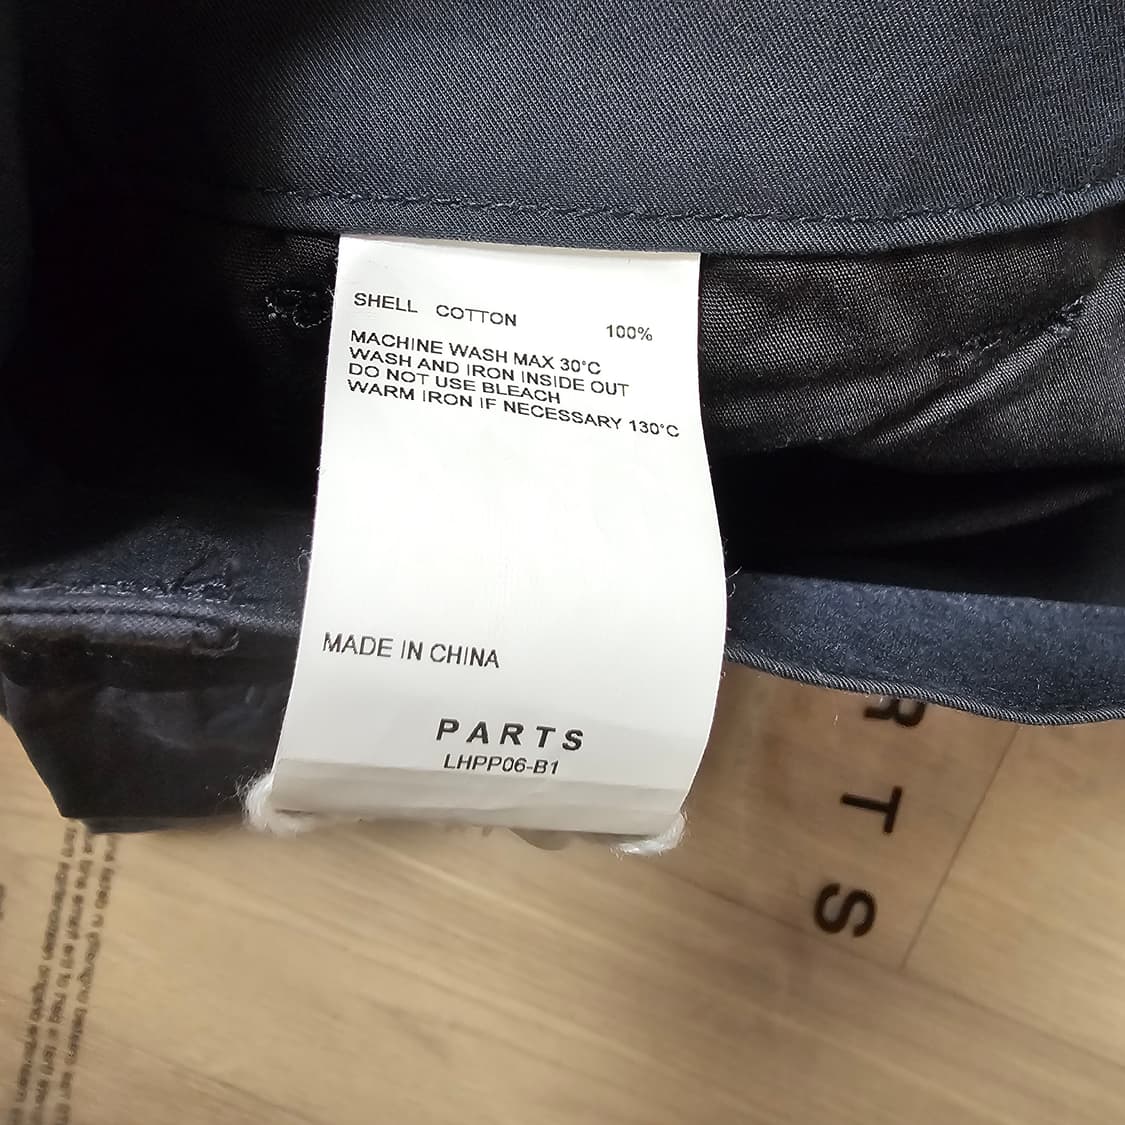 SHELL COTTON 100%
MACHINE WASH MAX 30°C
WASH AND IRON INSIDE OUT
DO NOT USE BLEACH
WARM IRON IF NECESSARY 130°C
MADE IN CHINA
PARTS
LHPP06-B1
RTS